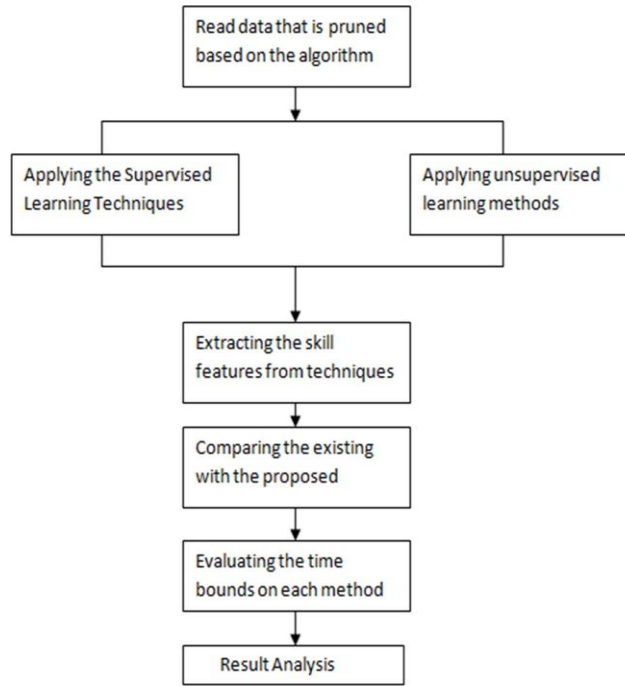 Read data that is pruned
based on the algorithm
Applying the Supervised
Learning Techniques
Applying unsupervised
learning methods
Extracting the skill
features from techniques
Comparing the existing
with the proposed
Evaluating the time
bounds on each method
Result Analysis